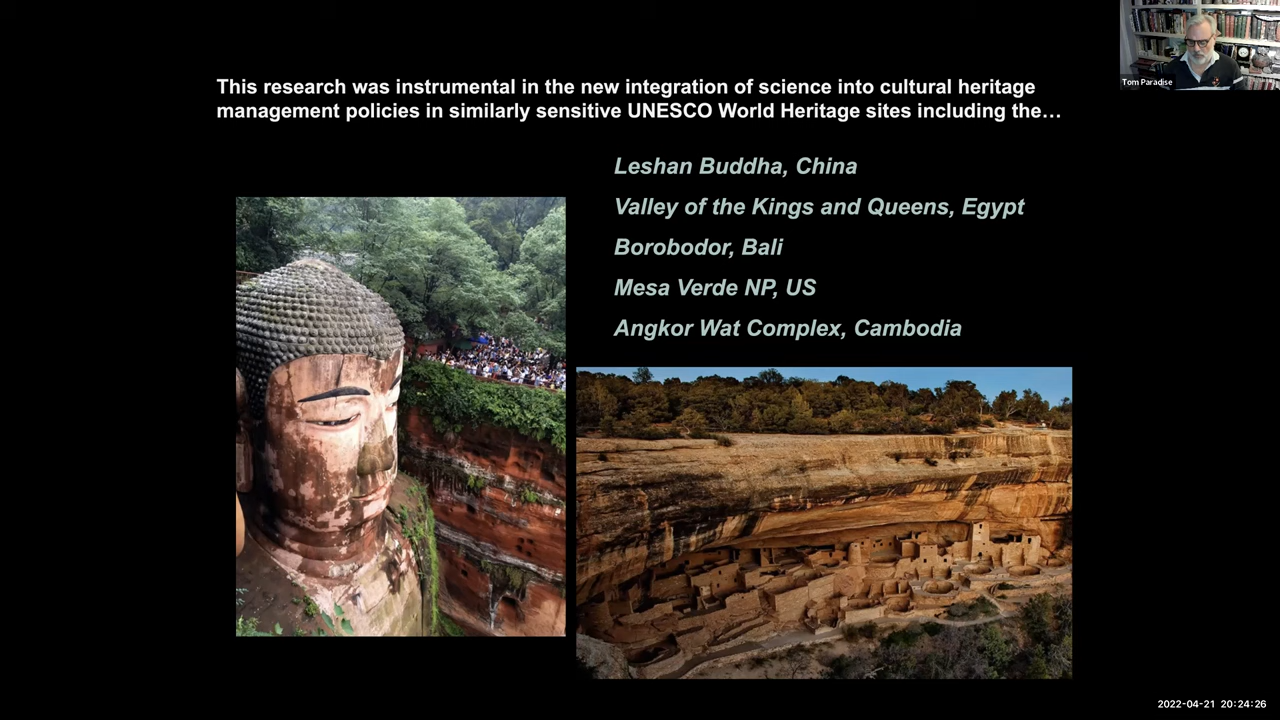 Tom Paradise
This research was instrumental in the new integration of science into cultural heritage
management policies in similarly sensitive UNESCO World Heritage sites including the…
Leshan Buddha, China
Valley of the Kings and Queens, Egypt
Borobodor, Bali
Mesa Verde NP, US
Angkor Wat Complex, Cambodia
2022-04-21 20:24:26